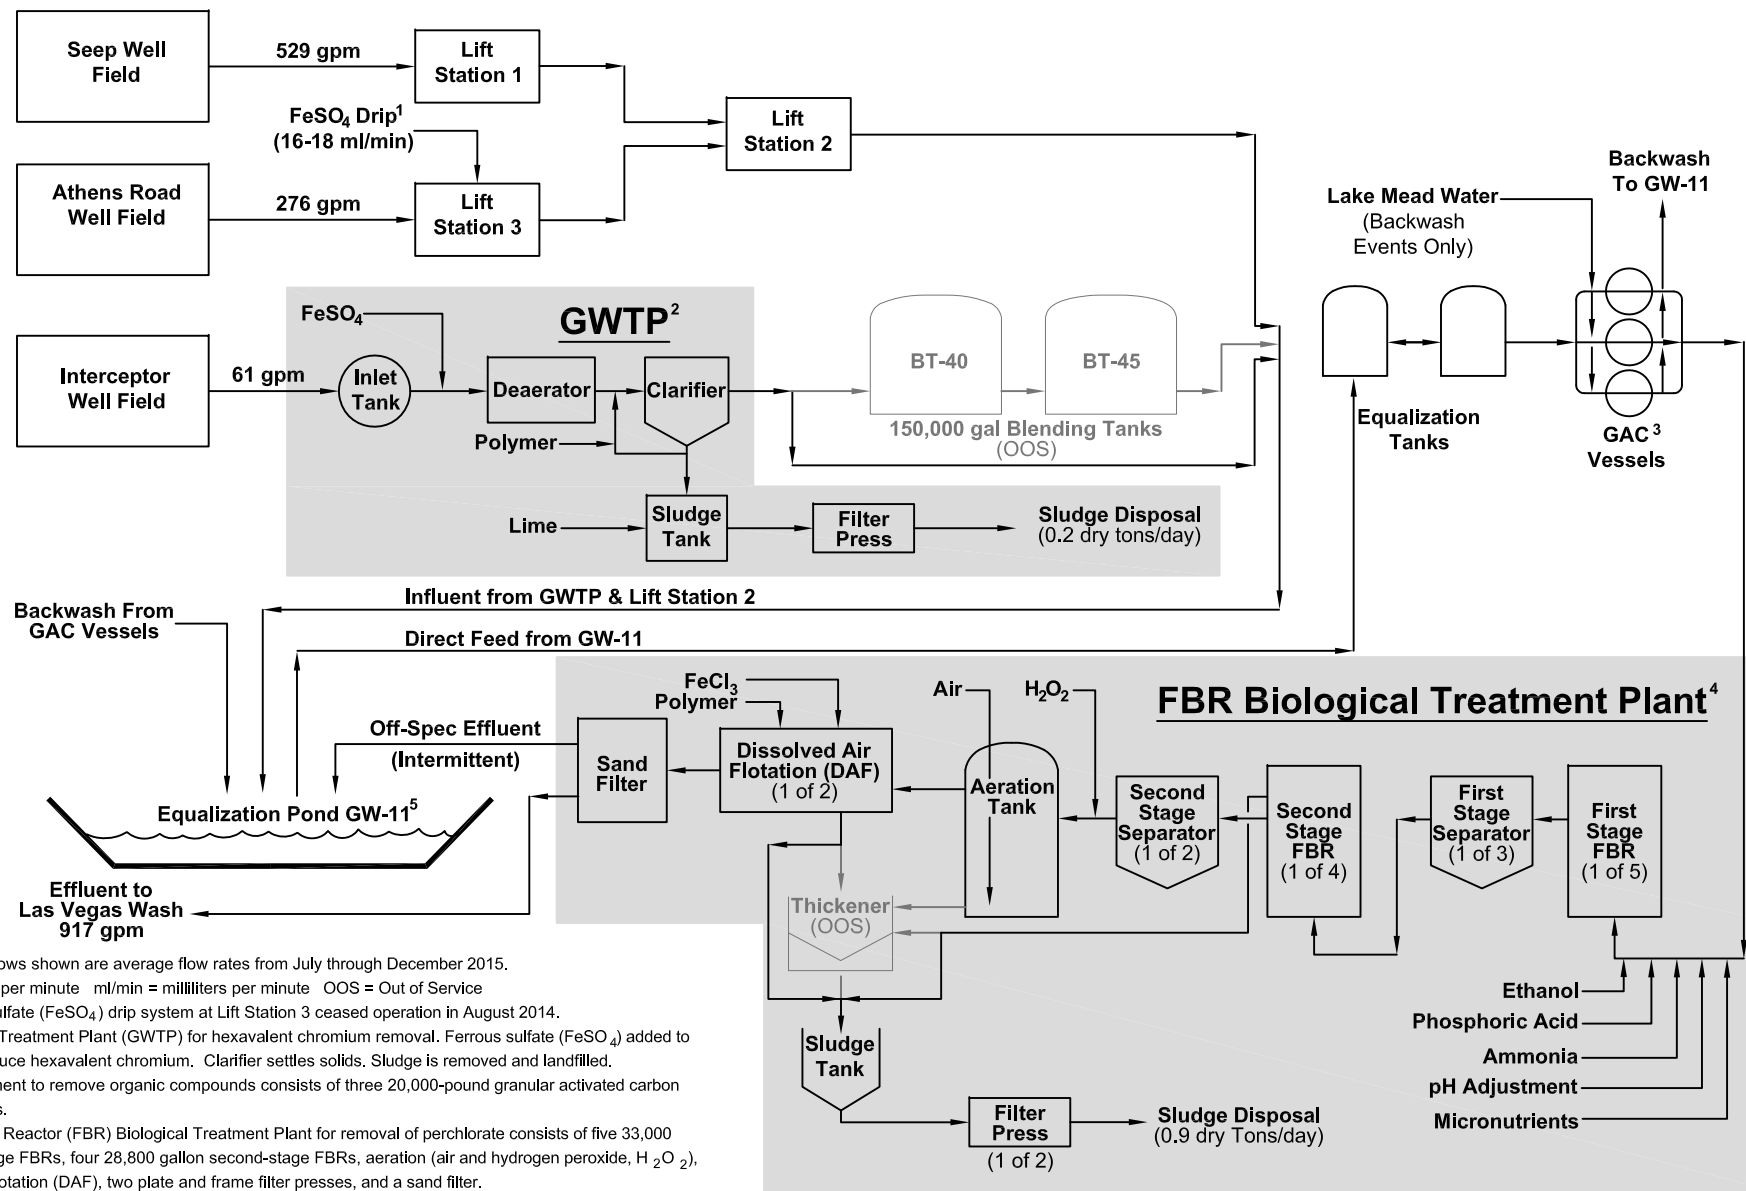 Seep Well
Field
529 gpm
Lift
Station 1
FeSO4 Drip1
(16-18 ml/min)
Lift
Station 2
Athens Road
Well Field
276 gpm
Lift
Station 3
Backwash
To GW-11
Lake Mead Water
(Backwash
Events Only)
Equalization
Tanks
GAC3
Vessels
GWTP2
FeSO4
Interceptor
Well Field
61 gpm
Inlet
Tank
Deaerator
Clarifier
Polymer
BT-40
BT-45
150,000 gal Blending Tanks
(OOS)
Lime
Sludge
Tank
Filter
Press
Sludge Disposal
(0.2 dry tons/day)
Influent from GWTP & Lift Station 2
Backwash From
GAC Vessels
Direct Feed from GW-11
FBR Biological Treatment Plant4
FeCl3
Polymer
Air
H2O2
Off-Spec Effluent
(Intermittent)
Sand
Filter
Dissolved Air
Flotation (DAF)
(1 of 2)
Aeration
Tank
Second
Stage
Separator
(1 of 2)
Second
Stage
FBR
(1 of 4)
First
Stage
Separator
(1 of 3)
First
Stage
FBR
(1 of 5)
Equalization Pond GW-115
Effluent to
Las Vegas Wash
917 gpm
Thickener
(OOS)
Ethanol
Phosphoric Acid
Ammonia
pH Adjustment
Micronutrients
Sludge
Tank
Filter
Press
(1 of 2)
Sludge Disposal
(0.9 dry Tons/day)
ows shown are average flow rates from July through December 2015.
per minute ml/min = milliliters per minute OOS = Out of Service
ulfate (FeSO4) drip system at Lift Station 3 ceased operation in August 2014.
Treatment Plant (GWTP) for hexavalent chromium removal. Ferrous sulfate (FeSO4) added to
uce hexavalent chromium. Clarifier settles solids. Sludge is removed and landfilled.
nent to remove organic compounds consists of three 20,000-pound granular activated carbon
s.
Reactor (FBR) Biological Treatment Plant for removal of perchlorate consists of five 33,000
ge FBRs, four 28,800 gallon second-stage FBRs, aeration (air and hydrogen peroxide, H2O2),
otation (DAF), two plate and frame filter presses, and a sand filter.